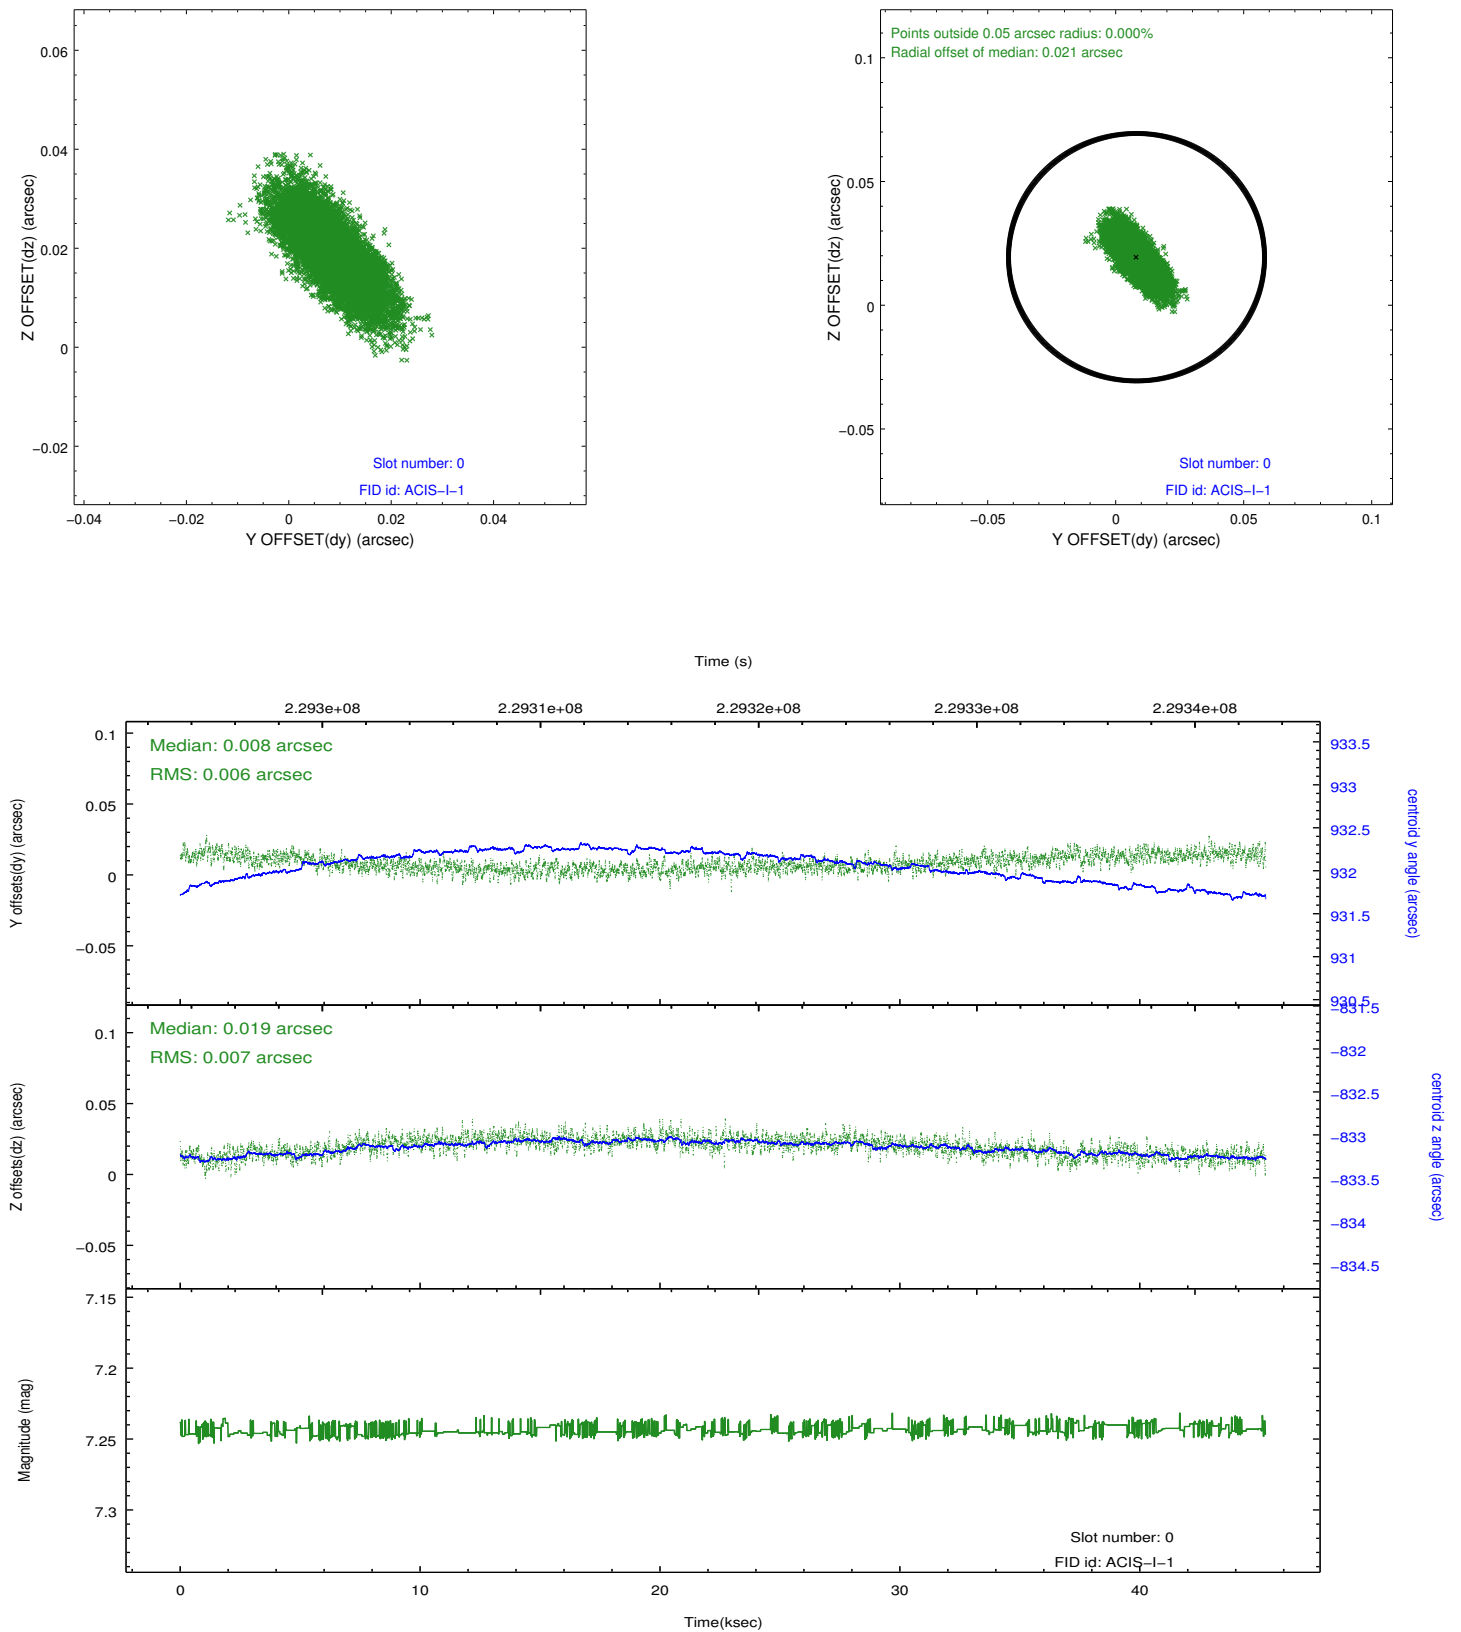 0.06
0.04
0.02
0
−0.02
Z OFFSET(dz) (arcsec)
Slot number: 0
FID id: ACIS−I−1
−0.04
−0.02
0
0.02
0.04
Y OFFSET(dy) (arcsec)
Points outside 0.05 arcsec radius: 0.000%
Radial offset of median: 0.021 arcsec
0.1
0.05
0
−0.05
Z OFFSET(dz) (arcsec)
Slot number: 0
FID id: ACIS−I−1
−0.05
0
0.05
0.1
Y OFFSET(dy) (arcsec)
Time (s)
2.293e+08
2.2931e+08
2.2932e+08
2.2933e+08
2.2934e+08
Median: 0.008 arcsec
RMS: 0.006 arcsec
0.1
0.05
0
−0.05
Y offsets(dy) (arcsec)
933.5
933
932.5
932
931.5
931
930.5
centroid y angle (arcsec)
Median: 0.019 arcsec
RMS: 0.007 arcsec
0.1
0.05
0
−0.05
Z offsets(dz) (arcsec)
−831.5
−832
−832.5
−833
−833.5
−834
−834.5
centroid z angle (arcsec)
7.15
7.2
7.25
7.3
Magnitude (mag)
Slot number: 0
FID id: ACIS−I−1
0
10
20
30
40
Time(ksec)